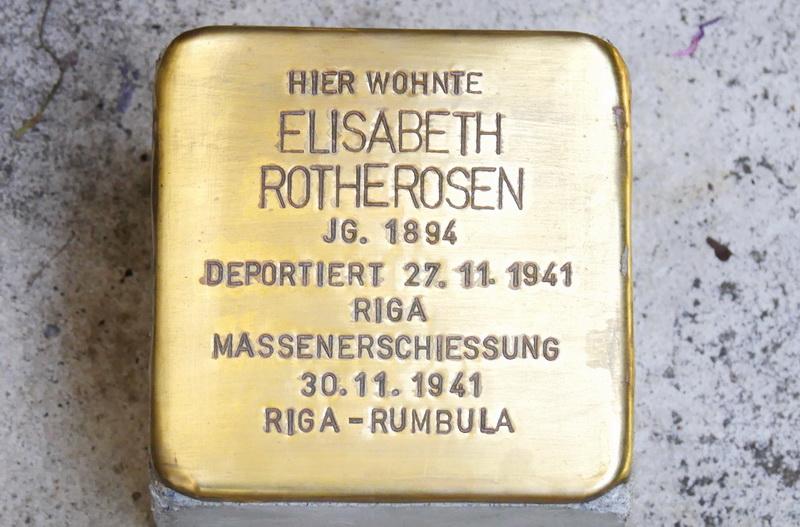 HIER WOHNTE
ELISABETH
ROTHEROSEN
JG. 1894
DEPORTIERT 27. 11. 1941
RIGA
MASSENERSCHIESSUNG
30.11. 1941
RIGA-RUMBULA